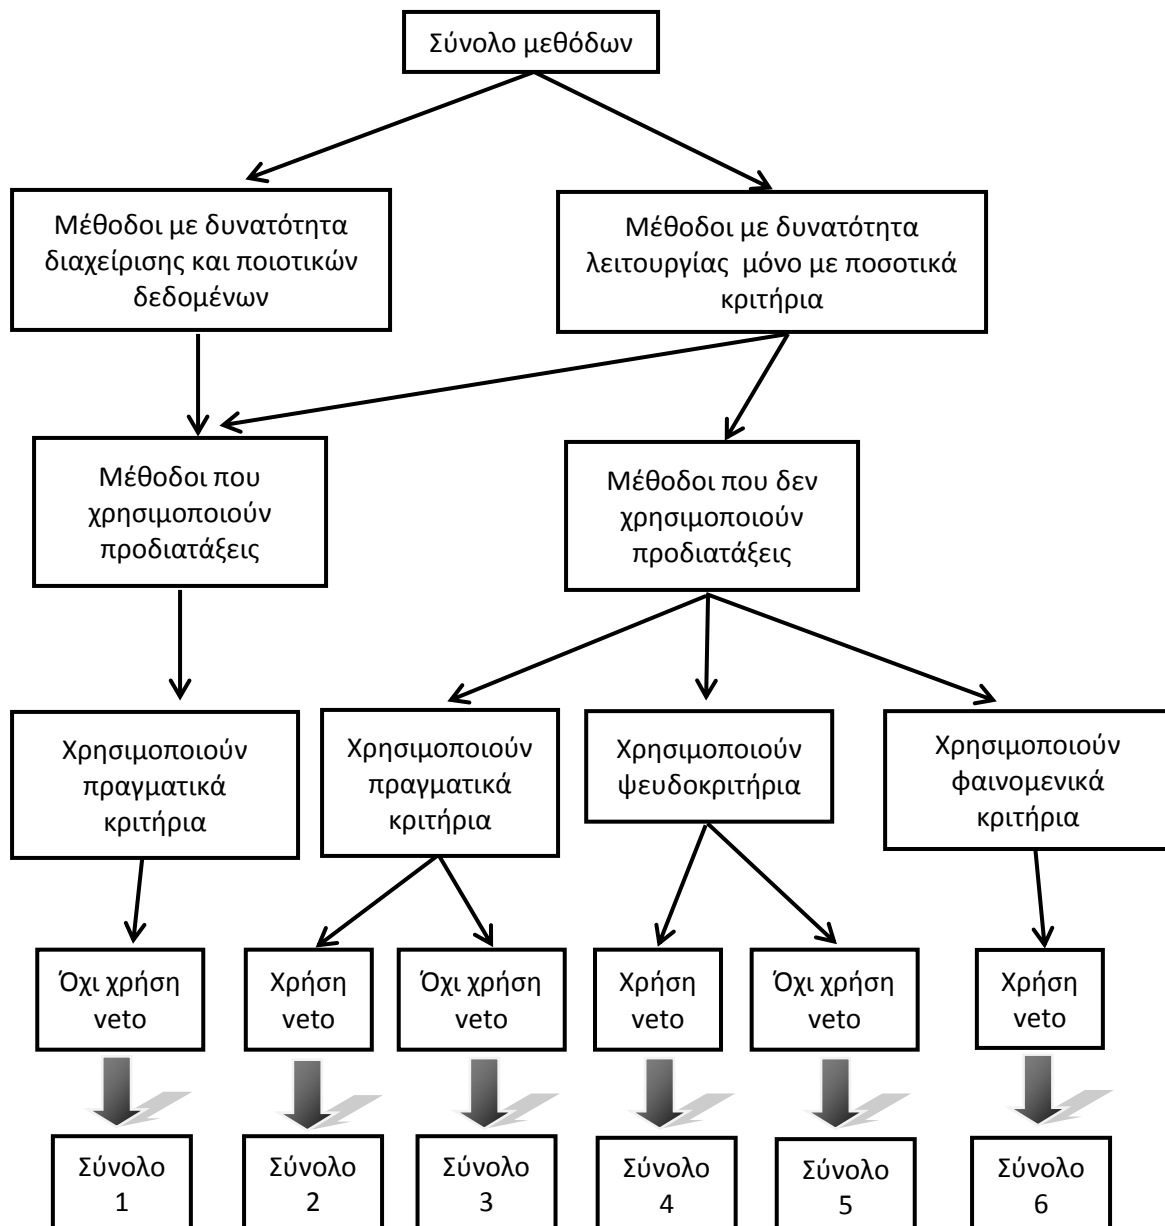 Σύνολο μεθόδων
Μέθοδοι με δυνατότητα
διαχείρισης και ποιοτικών
δεδομένων
Μέθοδοι με δυνατότητα
λειτουργίας μόνο με ποσοτικά
κριτήρια
Μέθοδοι που
χρησιμοποιούν
προδιατάξεις
Μέθοδοι που δεν
χρησιμοποιούν
προδιατάξεις
Χρησιμοποιούν
πραγματικά
κριτήρια
Χρησιμοποιούν
πραγματικά
κριτήρια
Χρησιμοποιούν
ψευδοκριτήρια
Χρησιμοποιούν
φαινομενικά
κριτήρια
Όχι χρήση
veto
Χρήση
veto
Όχι χρήση
veto
Χρήση
veto
Όχι χρήση
veto
Χρήση
veto
Σύνολο
1
Σύνολο
2
Σύνολο
3
Σύνολο
4
Σύνολο
5
Σύνολο
6